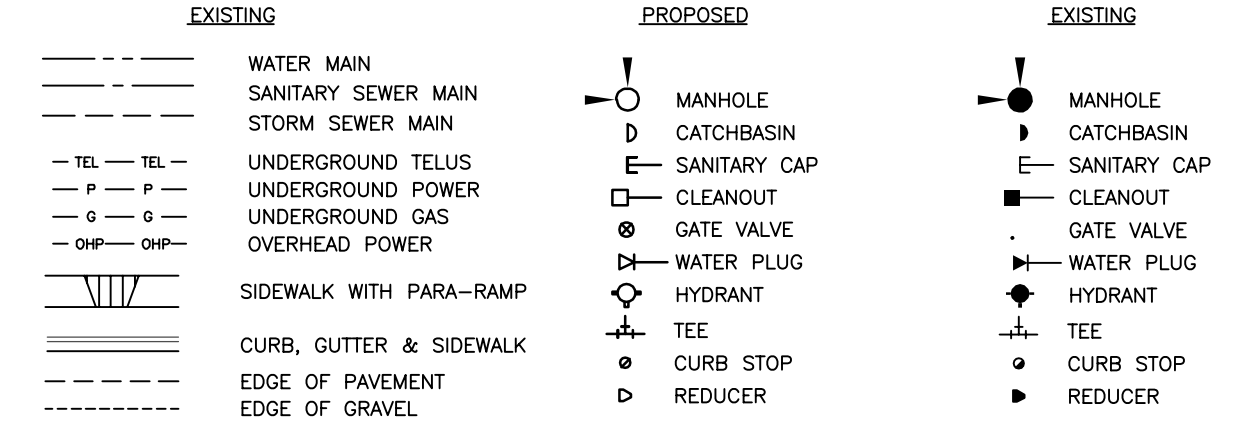 EXISTING
WATER MAIN
SANITARY SEWER MAIN
STORM SEWER MAIN
TEL TEL UNDERGROUND TELUS
P P UNDERGROUND POWER
G G UNDERGROUND GAS
OHP OHP OVERHEAD POWER
SIDEWALK WITH PARA-RAMP
CURB, GUTTER & SIDEWALK
EDGE OF PAVEMENT
EDGE OF GRAVEL
PROPOSED
MANHOLE
CATCHBASIN
SANITARY CAP
CLEANOUT
GATE VALVE
WATER PLUG
HYDRANT
TEE
CURB STOP
REDUCER
EXISTING
MANHOLE
CATCHBASIN
SANITARY CAP
CLEANOUT
GATE VALVE
WATER PLUG
HYDRANT
TEE
CURB STOP
REDUCER